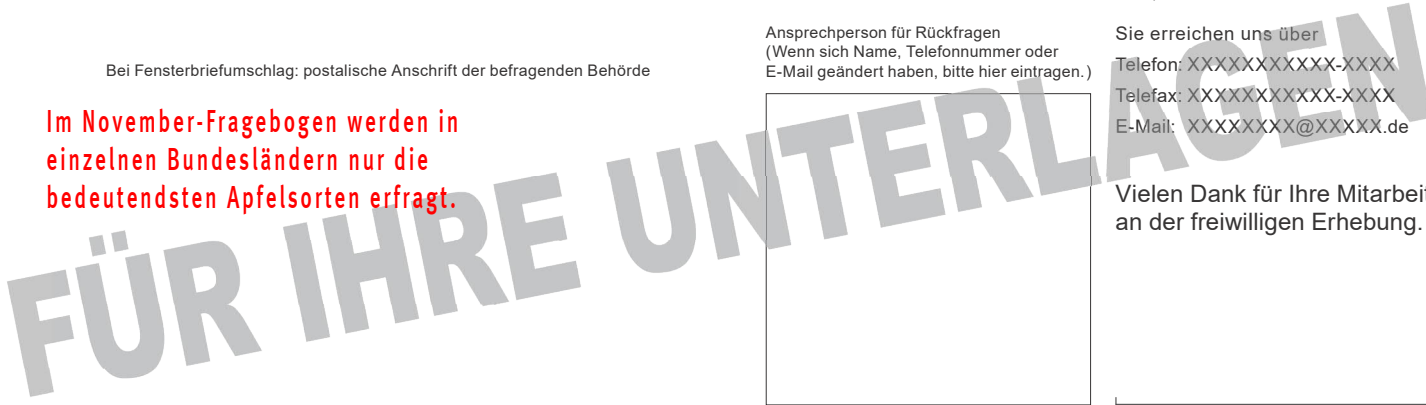 Bei Fensterbriefumschlag: postalische Anschrift der befragenden Behörde
Im November-Fragebogen werden in
einzelnen Bundesländern nur die
bedeutendsten Apfelsorten erfragt.
Ansprechperson für Rückfragen
(Wenn sich Name, Telefonnummer oder
E-Mail geändert haben, bitte hier eintragen.)
Sie erreichen uns über
Telefon: XXXXXXXXXXX-XXXX
Telefax: XXXXXXXXXXX-XXXX
E-Mail: XXXXXXXX@XXXXX.de
Vielen Dank für Ihre Mitarbeit
an der freiwilligen Erhebung.
FÜR IHRE UNTERLAGEN